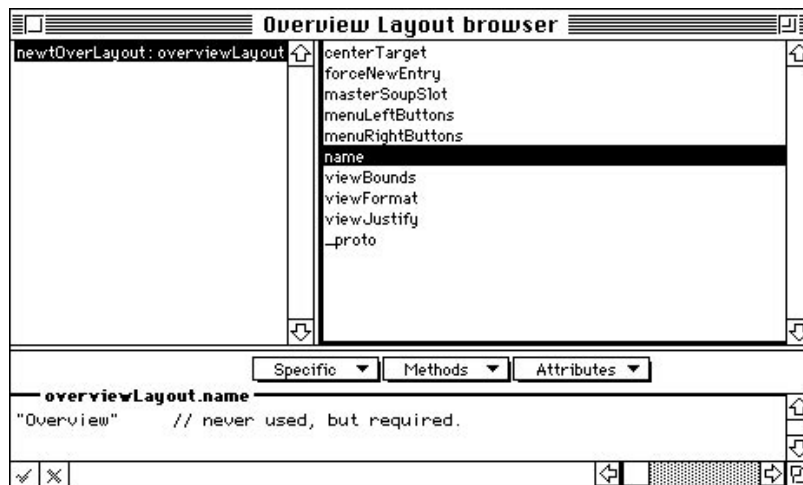 Overview Layout browser
newtOverLayout: overviewLayout
centerTarget
forceNewEntry
masterSoupSlot
menuLeftButtons
menuRightButtons
name
viewBounds
viewFormat
viewJustify
_proto
Specific Methods Attributes
overviewLayout.name
"Overview" // never used, but required.